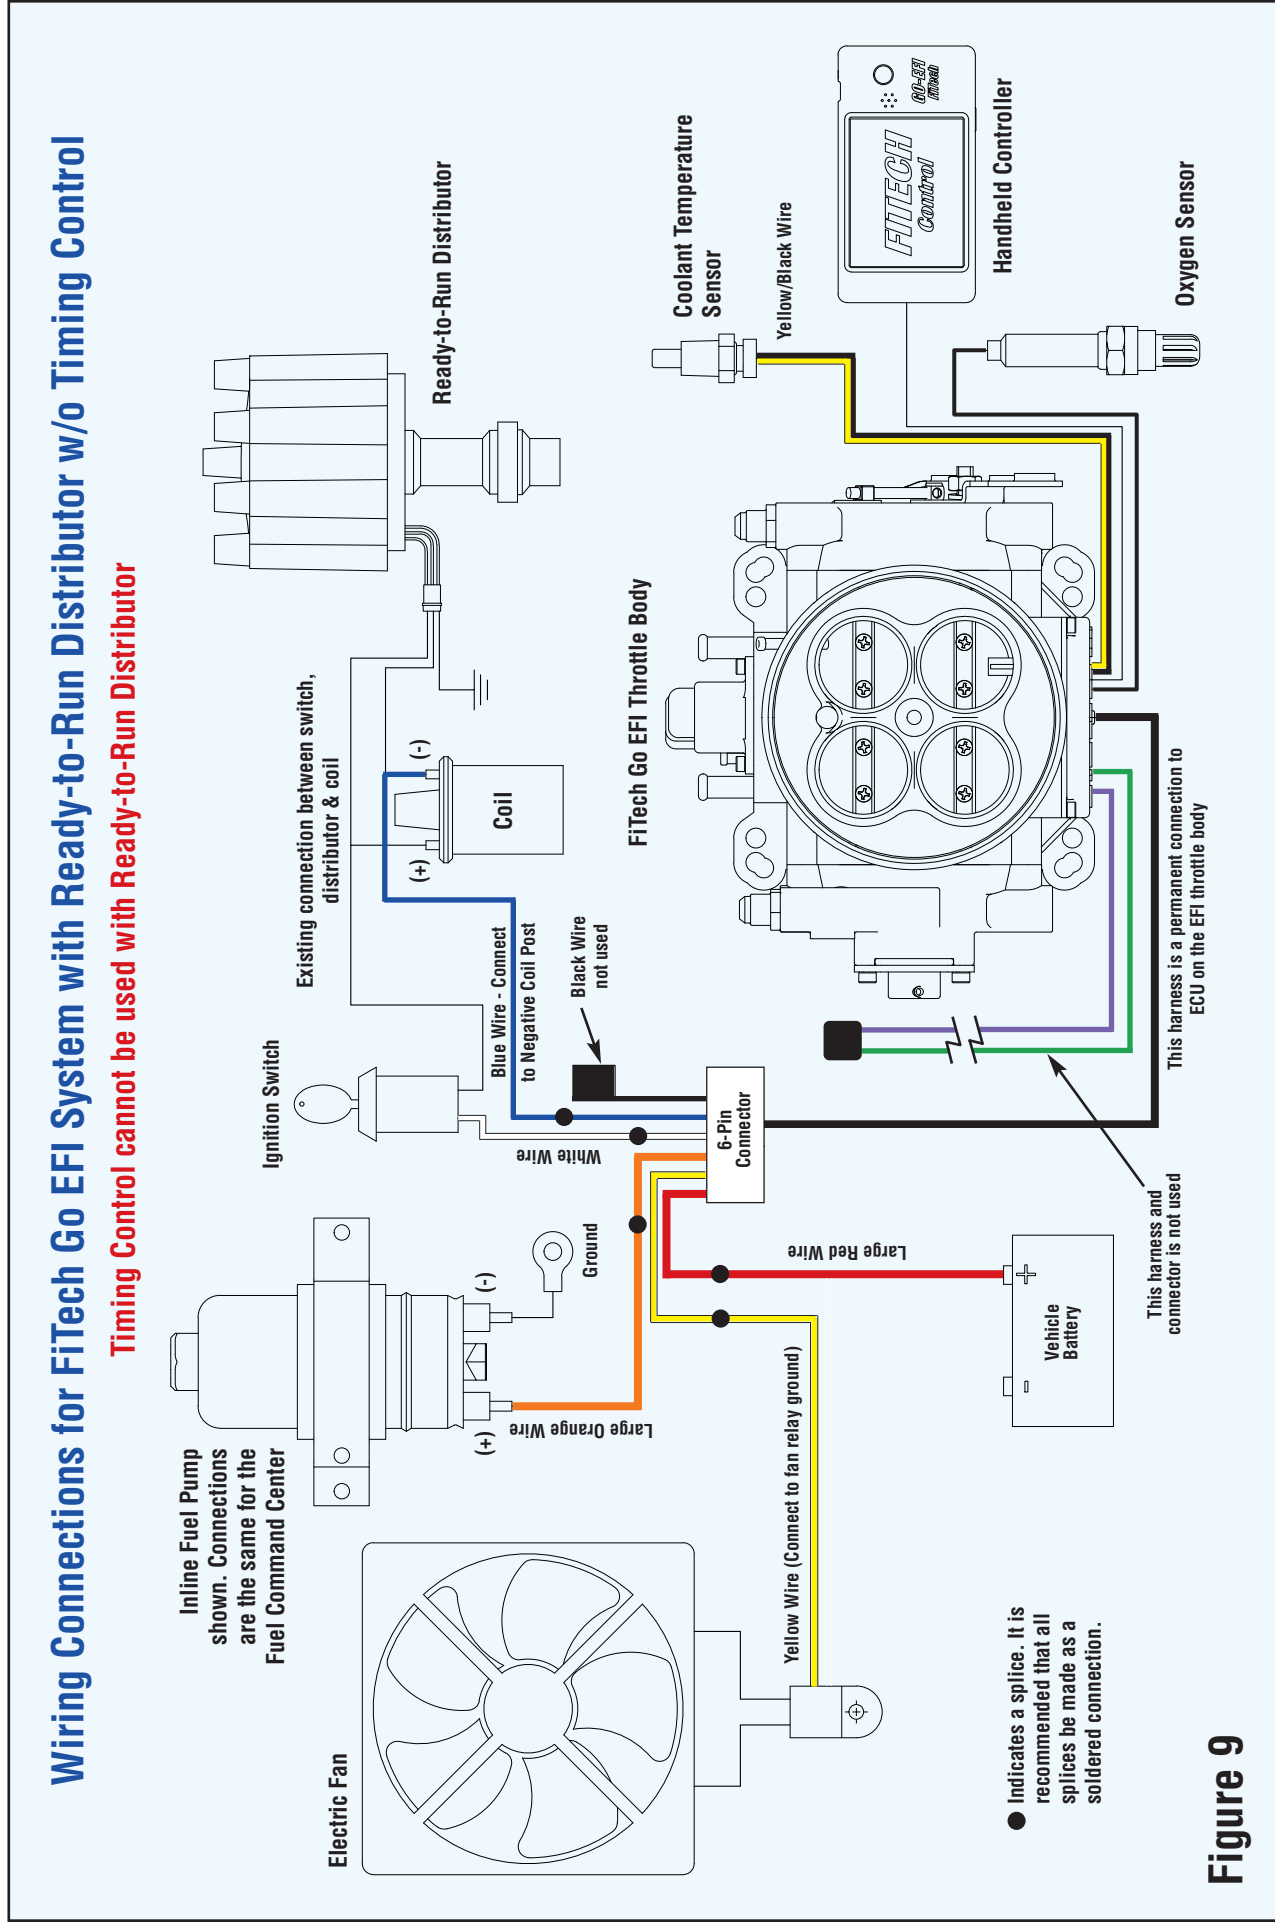 Wiring Connections for FiTech Go EFI System with Ready-to-Run Distributor w/o Timing Control
Timing Control cannot be used with Ready-to-Run Distributor
Inline Fuel Pump
shown. Connections
are the same for the
Fuel Command Center
Ignition Switch
Existing connection between switch,
distributor & coil
Ready-to-Run Distributor
Electric Fan
(+)
(-)
Large Orange Wire
Ground
White Wire
Blue Wire - Connect
to Negative Coil Post
(+)
(-)
Coil
Black Wire
not used
FiTech Go EFI Throttle Body
Coolant Temperature
Sensor
Yellow/Black Wire
FITECH
Control
GO-EFI
FiTech
Handheld Controller
Oxygen Sensor
6-Pin
Connector
Large Red Wire
Yellow Wire (Connect to fan relay ground)
Vehicle
Battery
-
+
This harness and
connector is not used
This harness is a permanent connection to
ECU on the EFI throttle body
Indicates a splice. It is
recommended that all
splices be made as a
soldered connection.
Figure 9